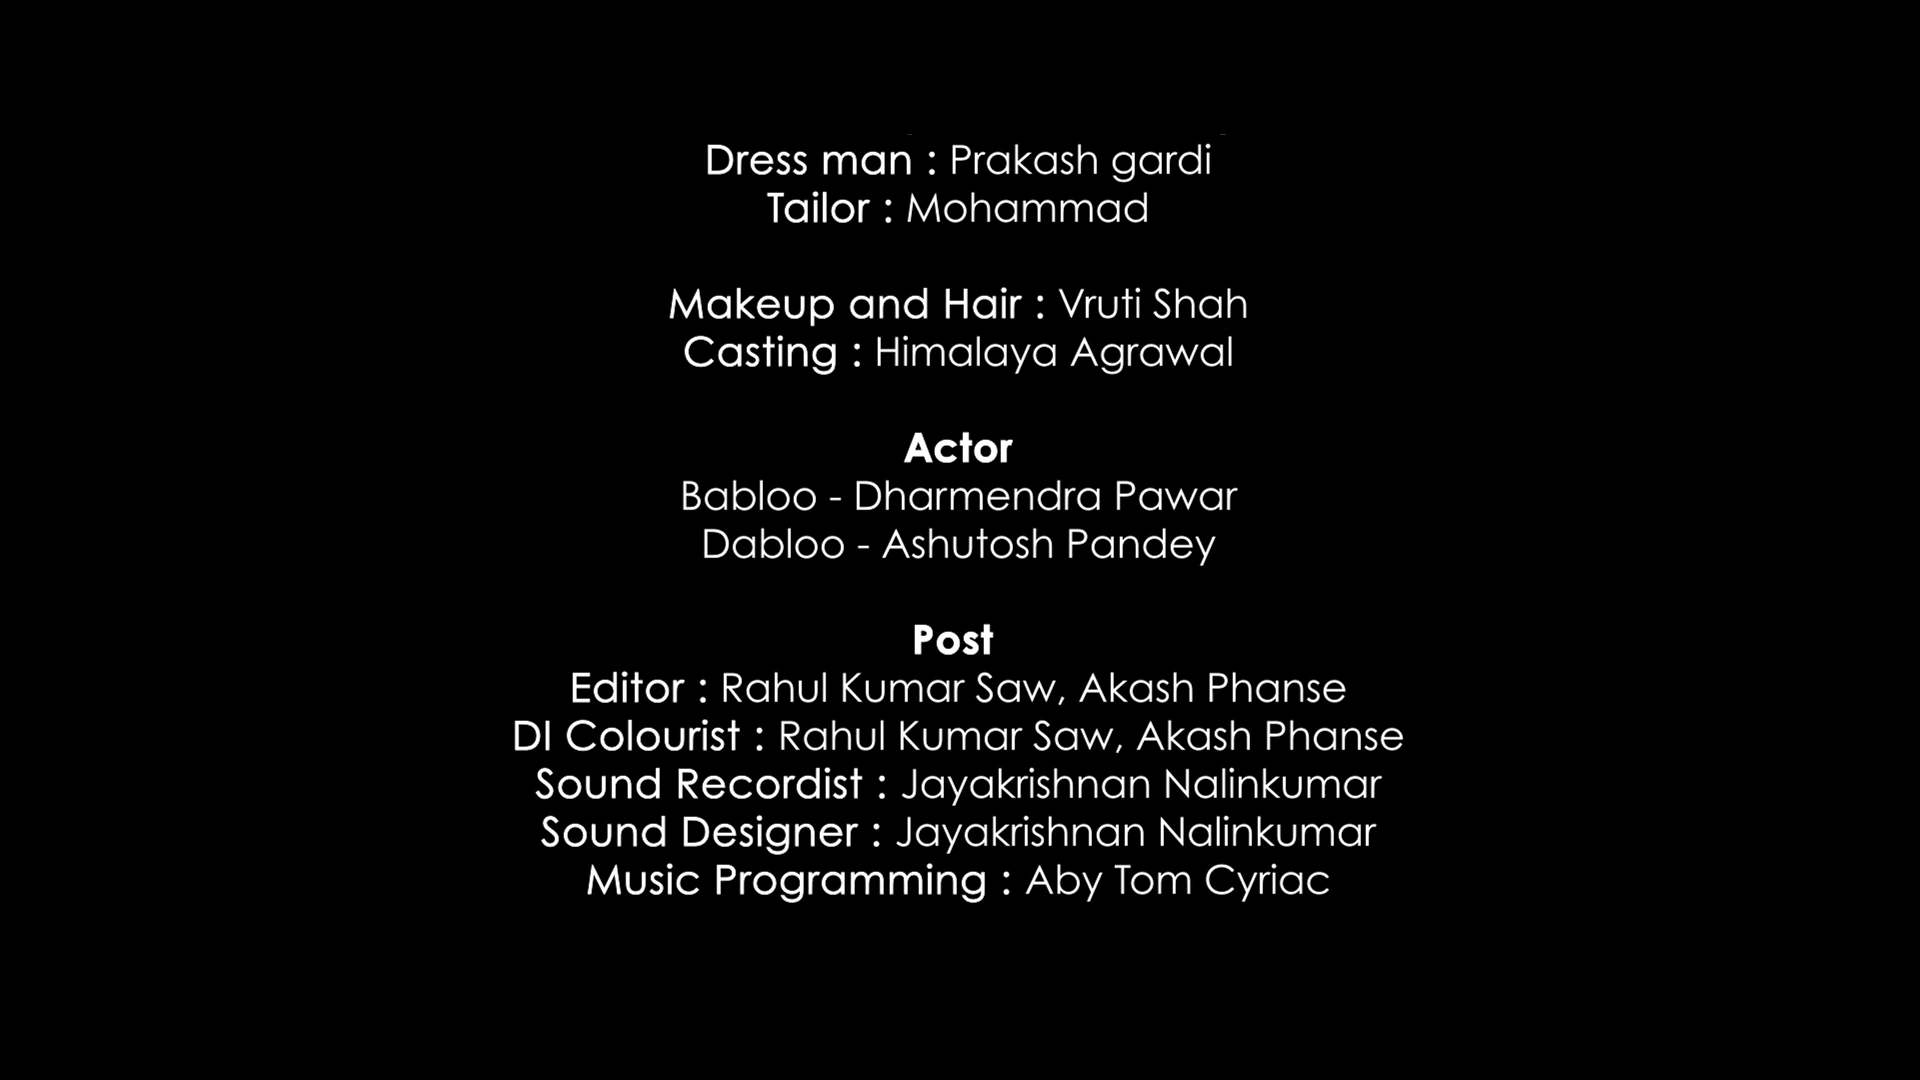 Dress man : Prakash gardi
Tailor : Mohammad
Makeup and Hair : Vruti Shah
Casting : Himalaya Agrawal
Actor
Babloo - Dharmendra Pawar
Dabloo - Ashutosh Pandey
Post
Editor : Rahul Kumar Saw, Akash Phanse
DI Colourist : Rahul Kumar Saw, Akash Phanse
Sound Recordist : Jayakrishnan Nalinkumar
Sound Designer : Jayakrishnan Nalinkumar
Music Programming : Aby Tom Cyriac